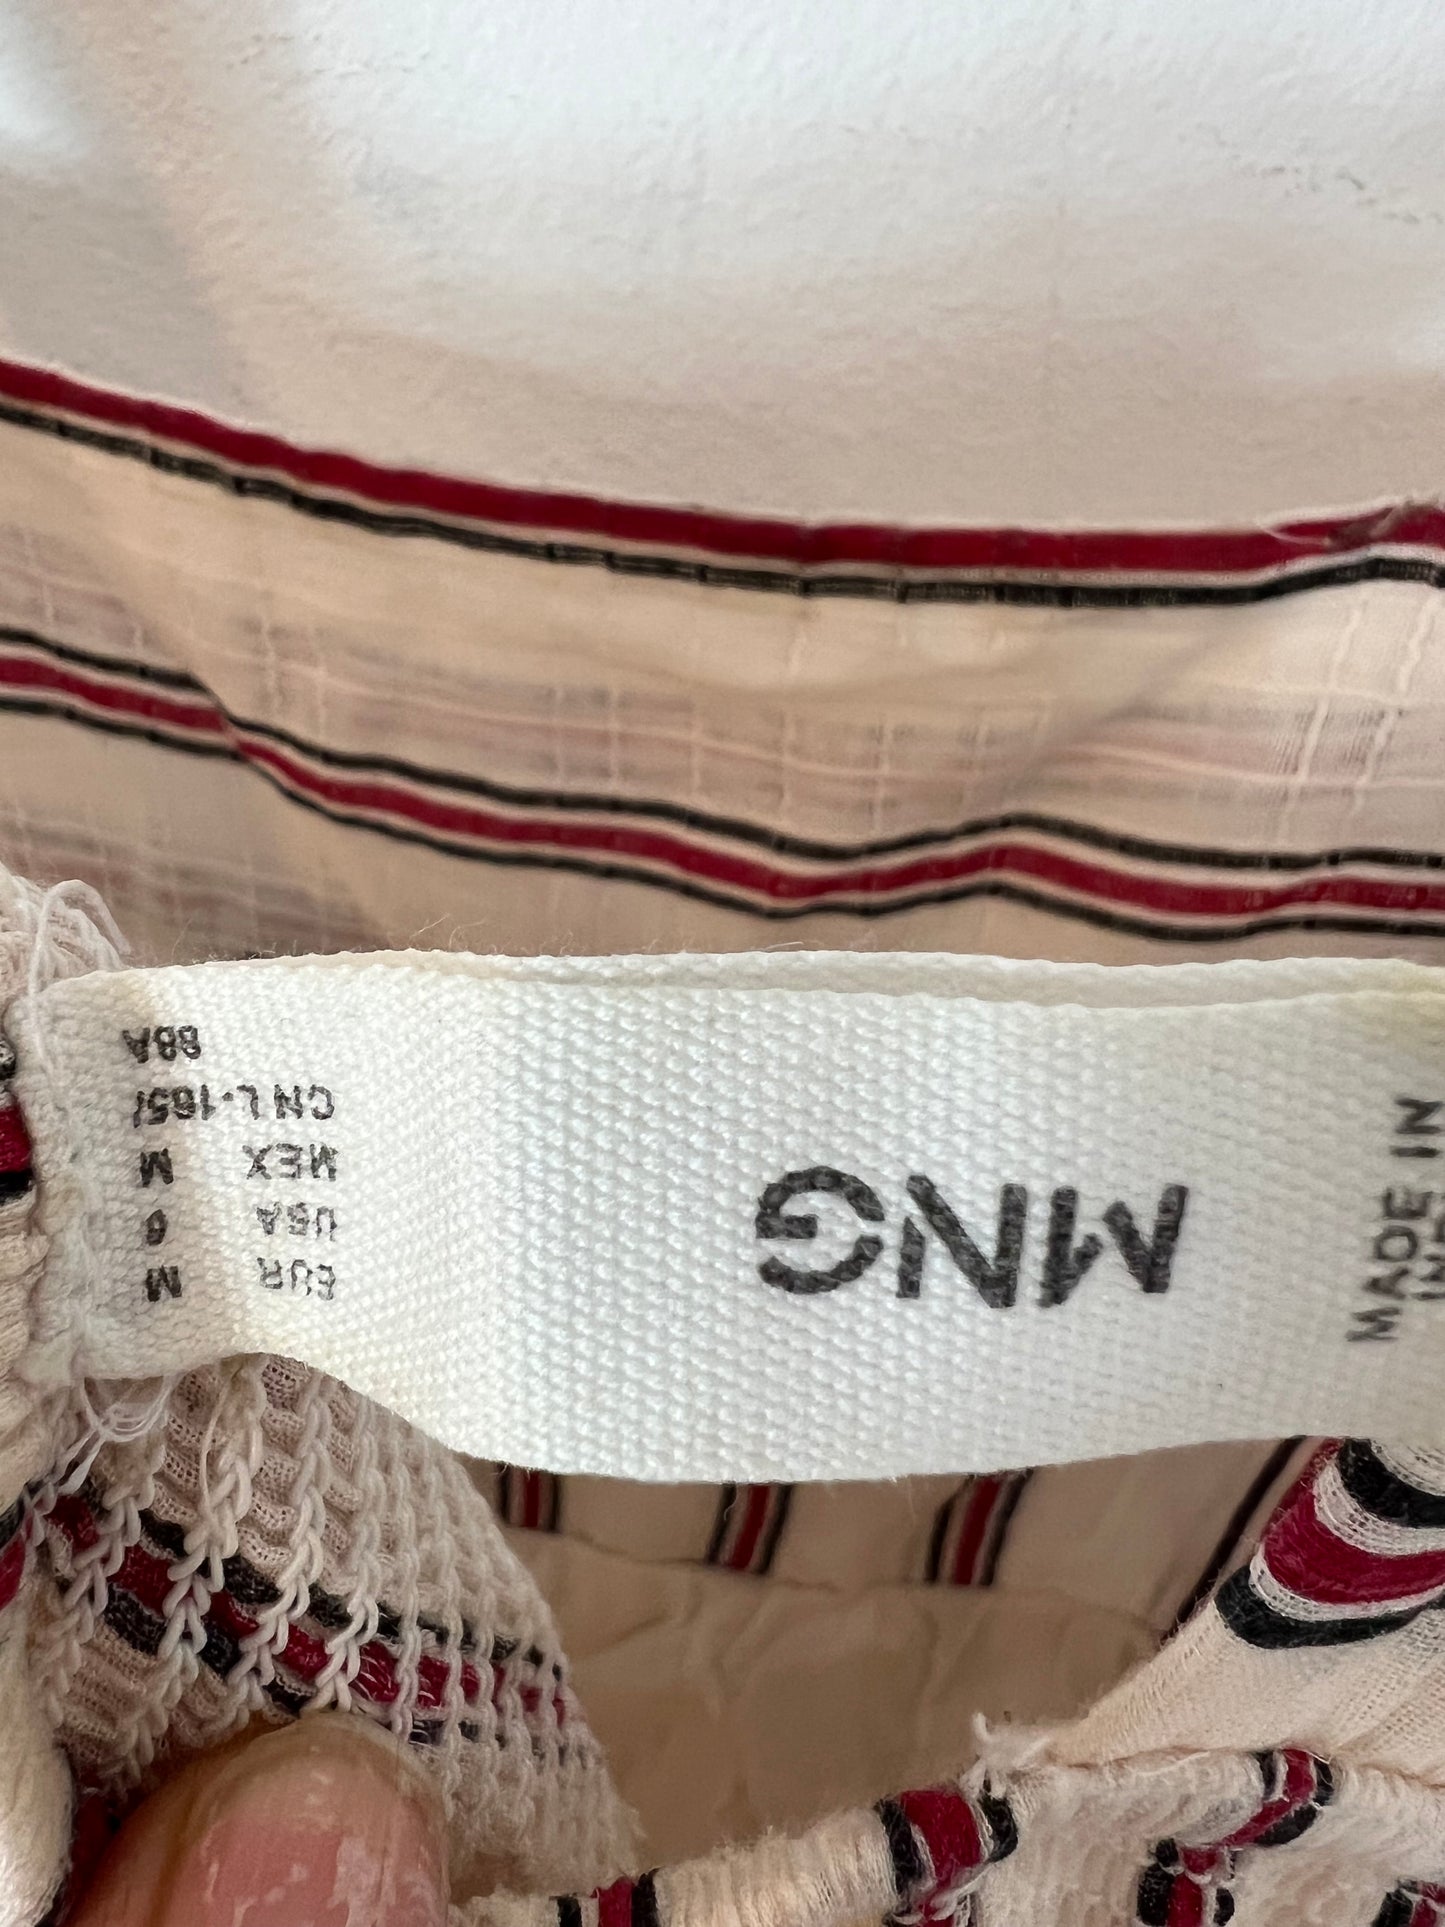 MNG
EUR M
USA 6
MEX M
CN L-165/
88A
MADE IN